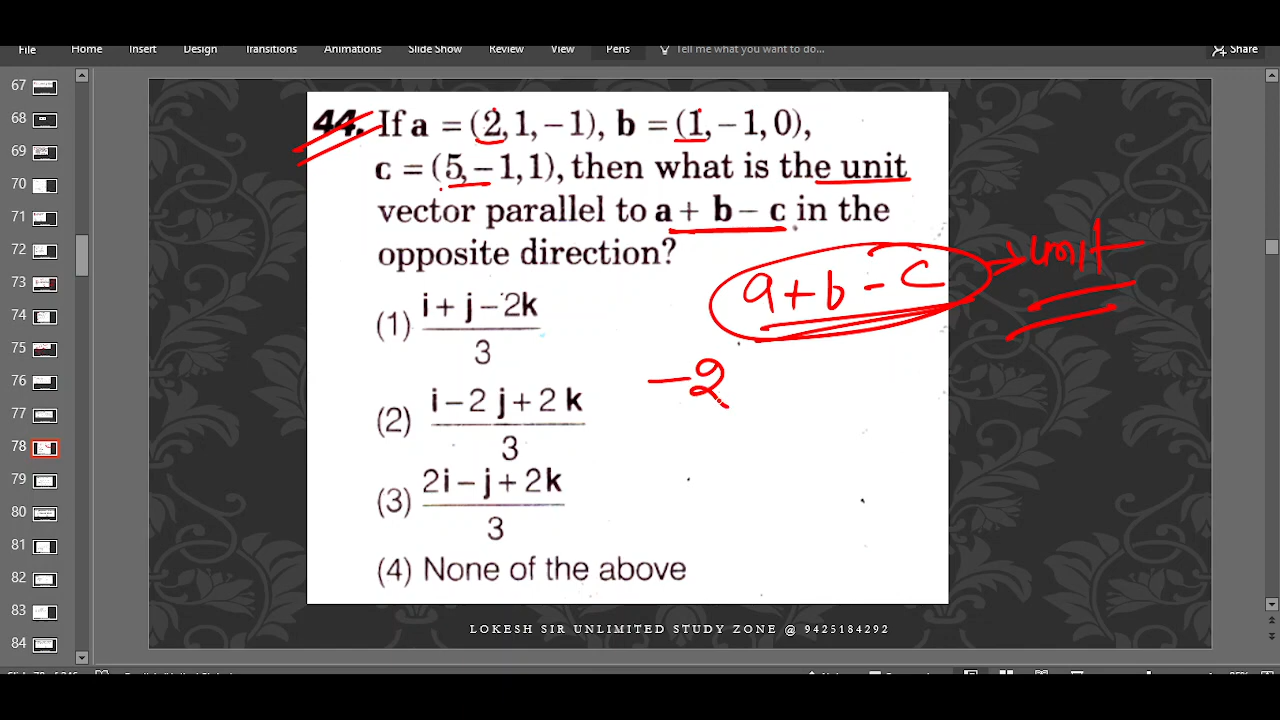 File Home Insert Design Transitions Animations Slide Show Review View Pens Tell me what you want to do... Share
67
68
69
70
71
72
73
74
75
76
77
78
79
80
81
82
83
84
44. If a = (2, 1, −1), b = (1, −1, 0),
c = (5, −1, 1), then what is the unit
vector parallel to a + b − c in the
opposite direction?
(1) i + j − 2k
3
(2) i − 2 j + 2 k
3
(3) 2i − j + 2k
3
(4) None of the above
a + b − c
unit
−2
LOKESH SIR UNLIMITED STUDY ZONE @ 9425184292